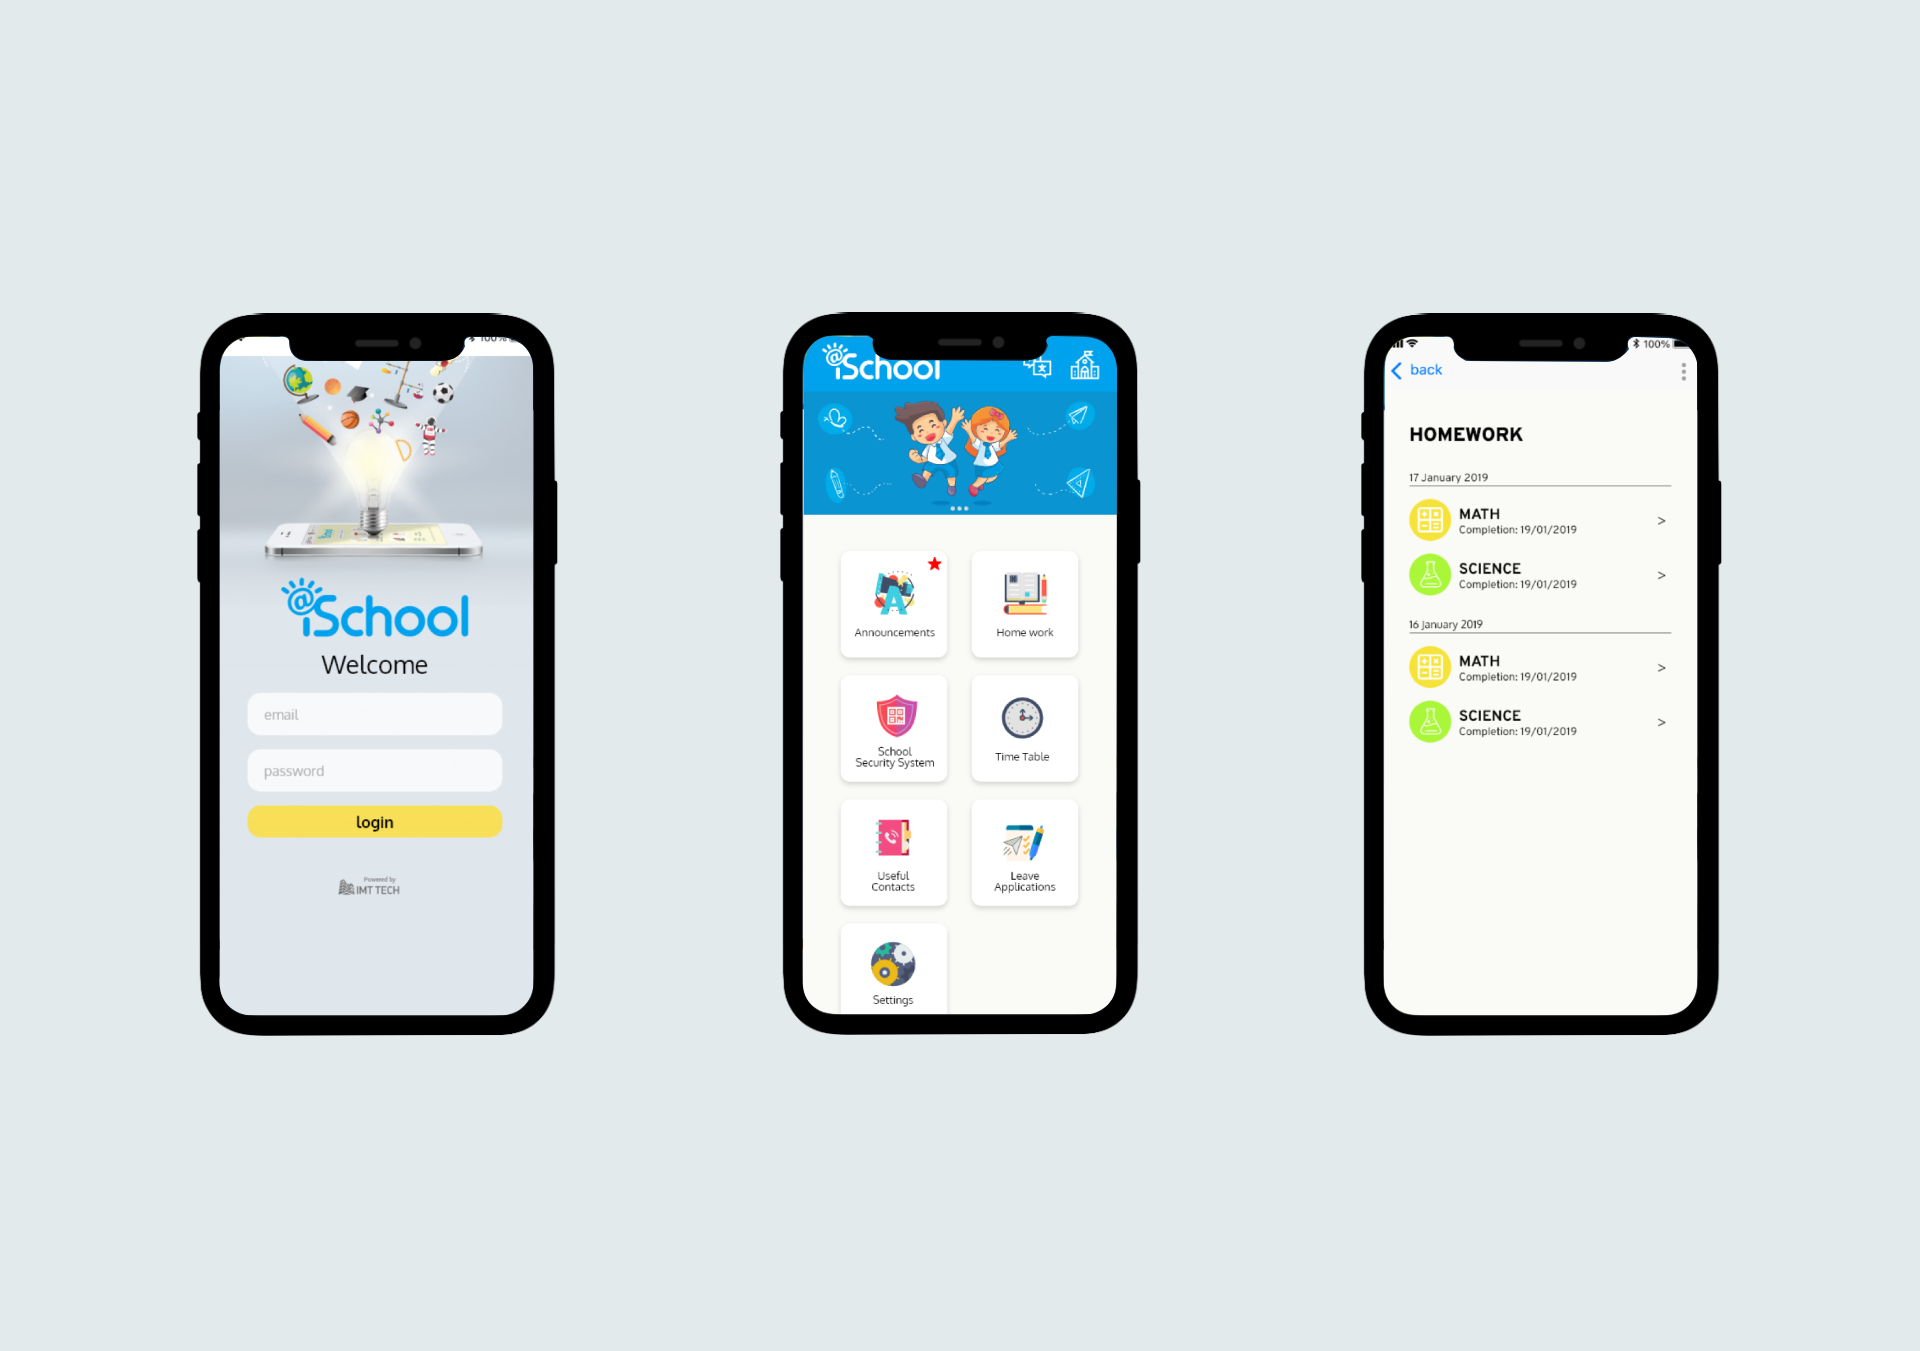 100%
@iSchool
Welcome
email
password
login
Powered by
IMT TECH
@iSchool
Announcements
Home work
School
Security System
Time Table
Useful
Contacts
Leave
Applications
Settings
100%
back
HOMEWORK
17 January 2019
MATH
Completion: 19/01/2019
>
SCIENCE
Completion: 19/01/2019
>
16 January 2019
MATH
Completion: 19/01/2019
>
SCIENCE
Completion: 19/01/2019
>